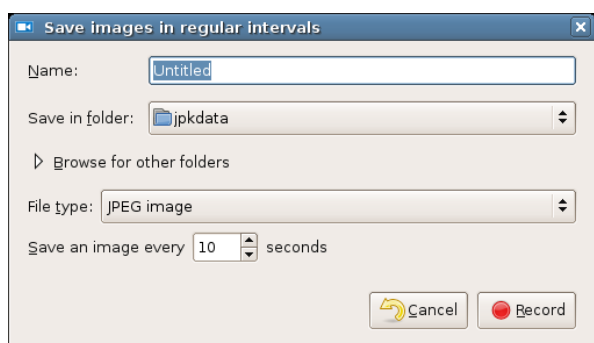 Save images in regular intervals
Name: Untitled
Save in folder: jpkdata
Browse for other folders
File type: JPEG image
Save an image every 10 seconds
Cancel Record